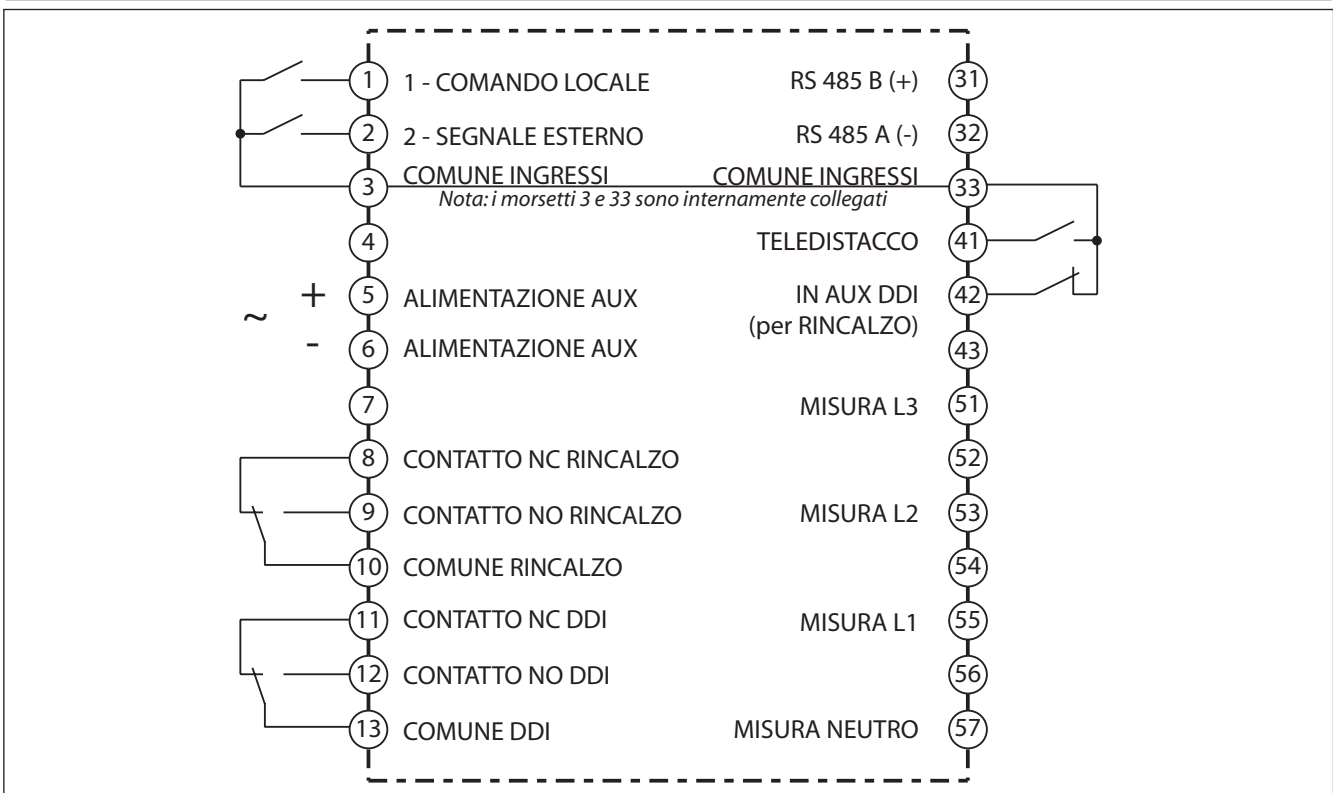 1 1 - COMANDO LOCALE RS 485 B (+) 31
2 2 - SEGNALE ESTERNO RS 485 A (-) 32
3 COMUNE INGRESSI COMUNE INGRESSI 33
Nota: i morsetti 3 e 33 sono internamente collegati
4 TELEDISTACCO 41
~ + 5 ALIMENTAZIONE AUX IN AUX DDI 42
(per RINCALZO)
- 6 ALIMENTAZIONE AUX 43
7 MISURA L3 51
8 CONTATTO NC RINCALZO 52
9 CONTATTO NO RINCALZO MISURA L2 53
10 COMUNE RINCALZO 54
11 CONTATTO NC DDI MISURA L1 55
12 CONTATTO NO DDI 56
13 COMUNE DDI MISURA NEUTRO 57